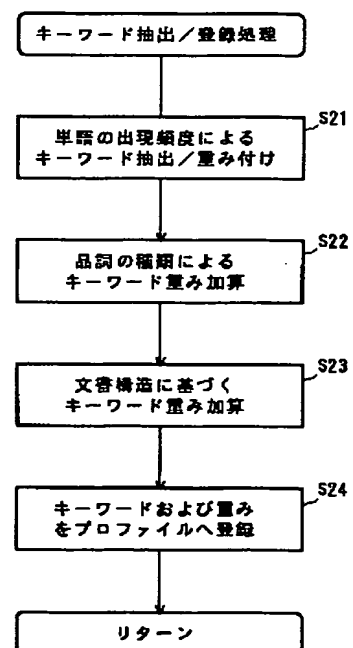 キーワード抽出/登録処理
S21
単語の出現頻度による
キーワード抽出/重み付け
S22
品詞の種類による
キーワード重み加算
S23
文書構造に基づく
キーワード重み加算
S24
キーワードおよび重み
をプロファイルへ登録
リターン